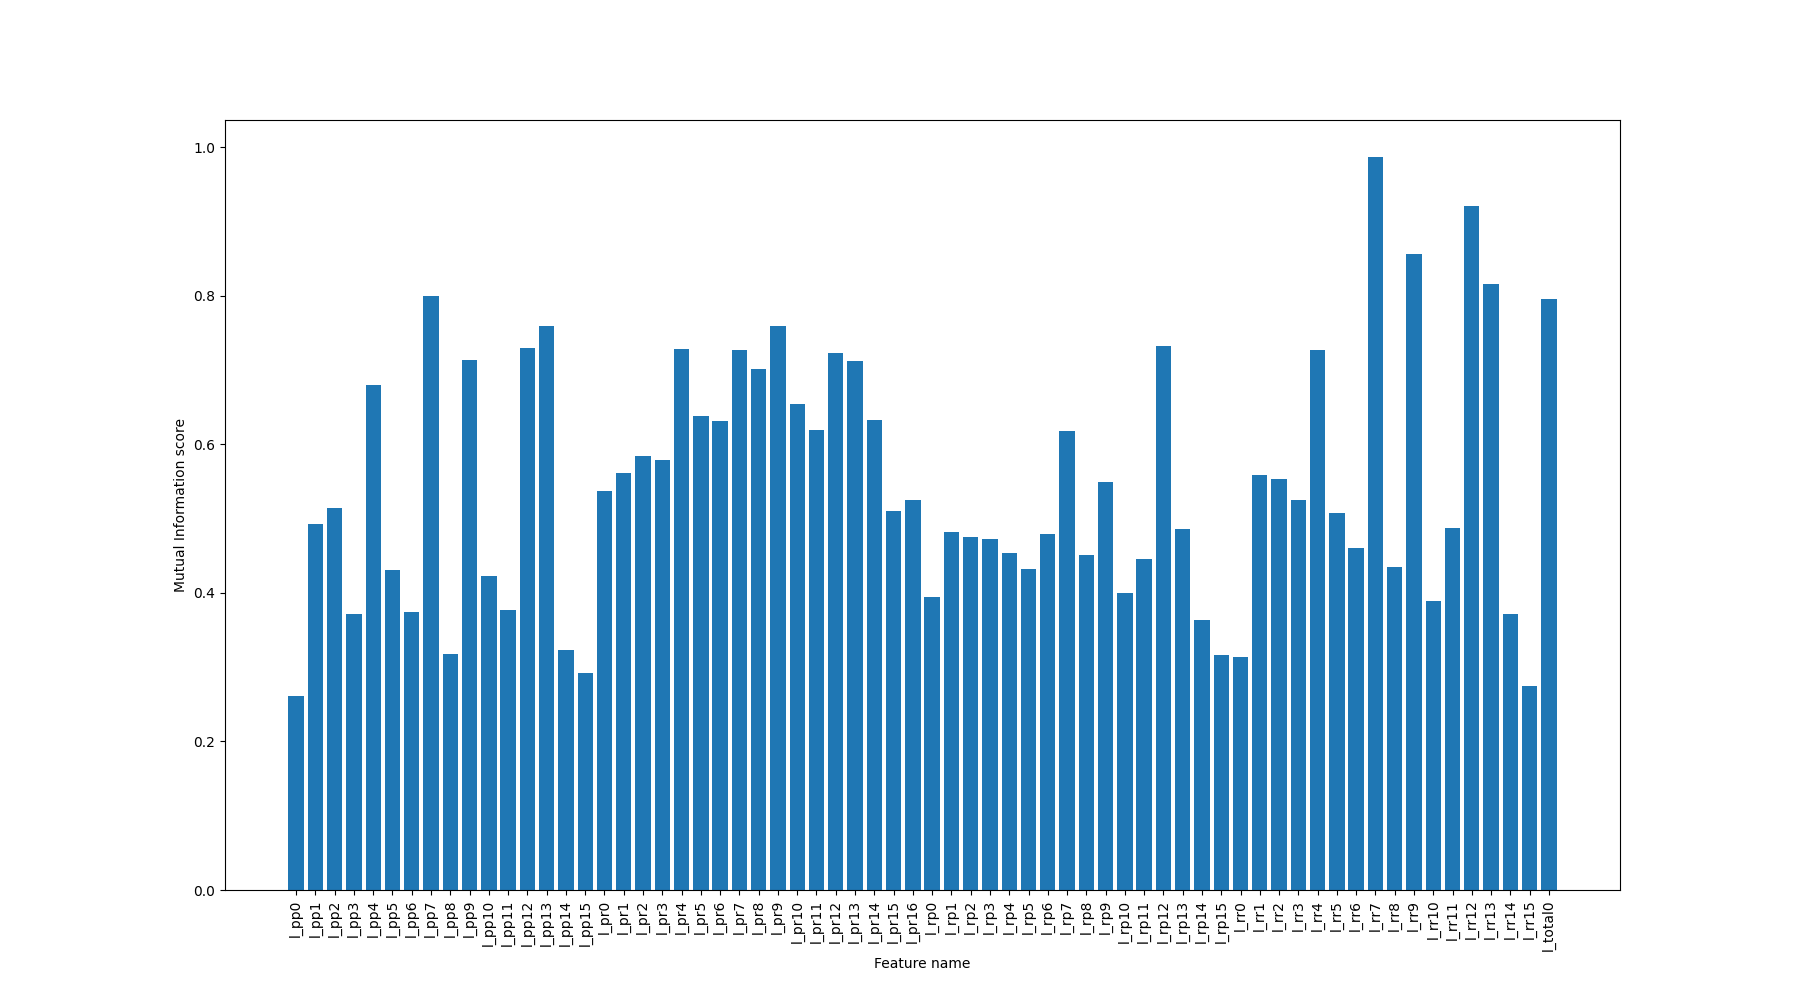 1.0
0.8
0.6
0.4
0.2
0.0
Mutual Information score
l_pp0
l_pp1
l_pp2
l_pp3
l_pp4
l_pp5
l_pp6
l_pp7
l_pp8
l_pp9
l_pp10
l_pp11
l_pp12
l_pp13
l_pp14
l_pp15
l_pr0
l_pr1
l_pr2
l_pr3
l_pr4
l_pr5
l_pr6
l_pr7
l_pr8
l_pr9
l_pr10
l_pr11
l_pr12
l_pr13
l_pr14
l_pr15
l_pr16
l_rp0
l_rp1
l_rp2
l_rp3
l_rp4
l_rp5
l_rp6
l_rp7
l_rp8
l_rp9
l_rp10
l_rp11
l_rp12
l_rp13
l_rp14
l_rp15
l_rr0
l_rr1
l_rr2
l_rr3
l_rr4
l_rr5
l_rr6
l_rr7
l_rr8
l_rr9
l_rr10
l_rr11
l_rr12
l_rr13
l_rr14
l_rr15
l_total0
Feature name